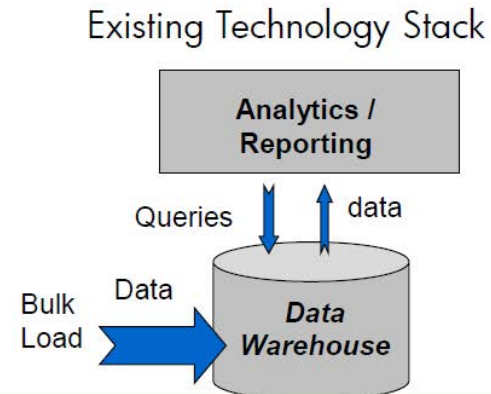 Existing Technology Stack
Analytics /
Reporting
Queries
data
Data
Bulk
Load
Data
Warehouse